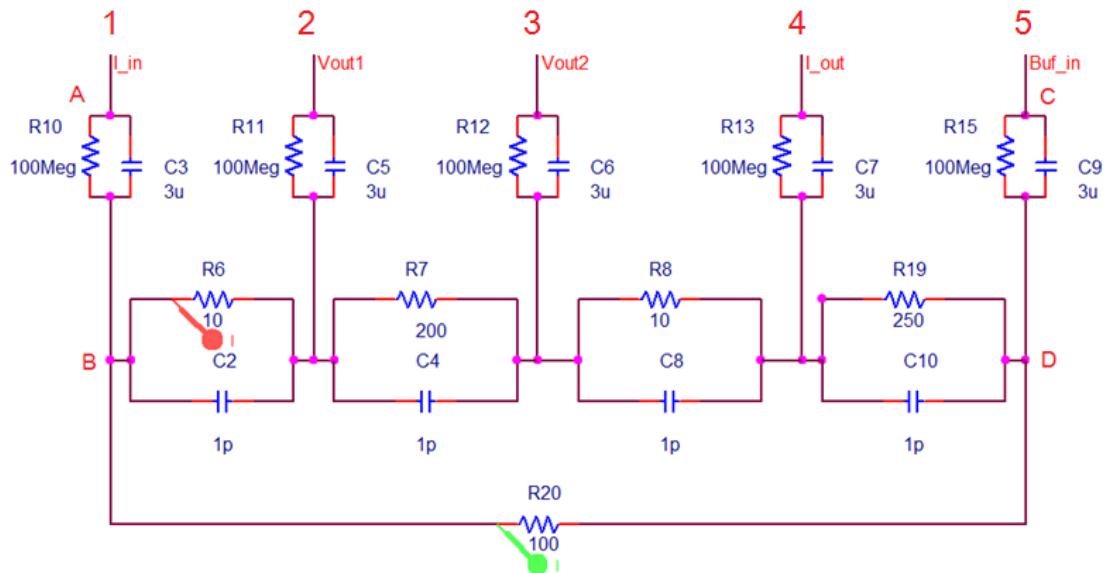 1 2 3 4 5
I_in Vout1 Vout2 I_out Buf_in
A C
R10 R11 R12 R13 R15
100Meg C3 100Meg C5 100Meg C6 100Meg C7 100Meg C9
3u 3u 3u 3u 3u
R6 R7 R8 R19
10 200 10 250
I
B C2 C4 C8 C10 D
1p 1p 1p 1p
R20
100
I